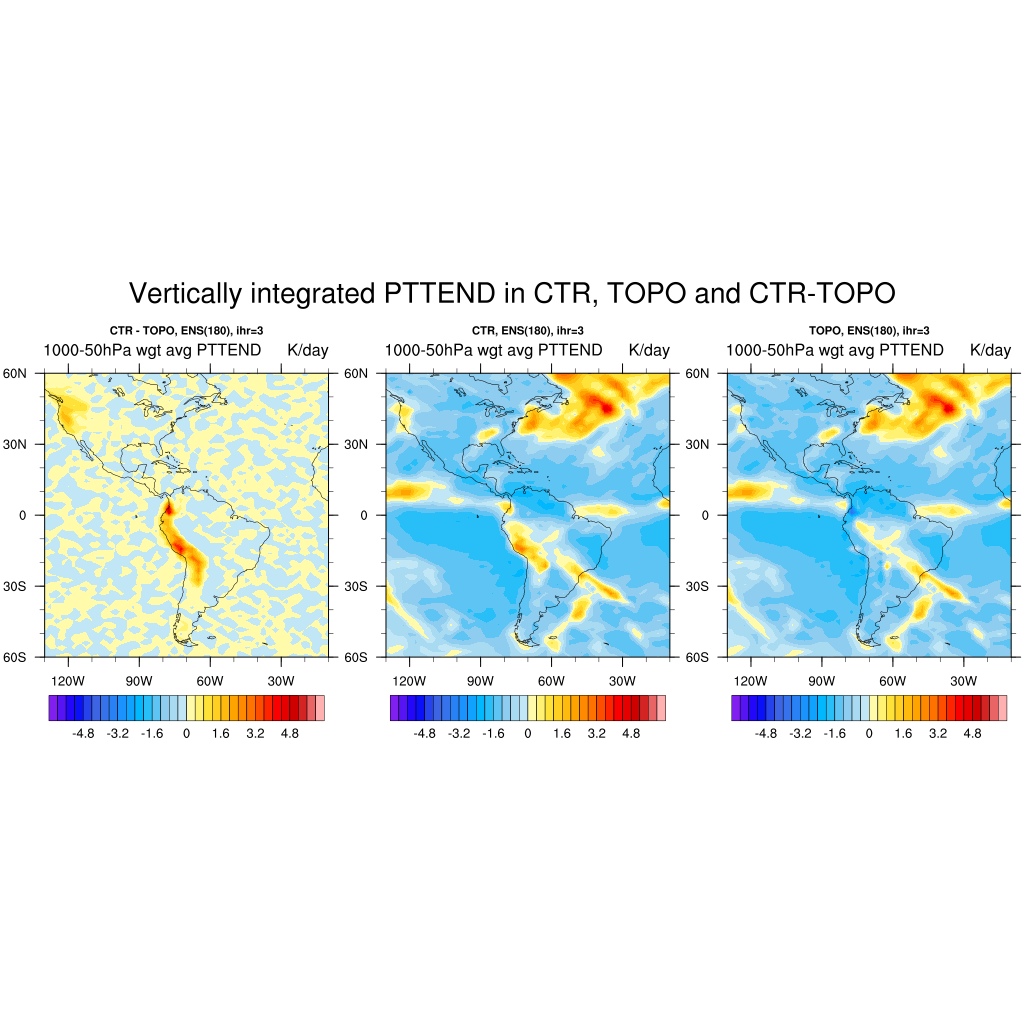 Vertically integrated PTTEND in CTR, TOPO and CTR-TOPO
CTR - TOPO, ENS(180), ihr=3
1000-50hPa wgt avg PTTEND K/day
60N
30N
0
30S
60S
120W 90W 60W 30W
-4.8 -3.2 -1.6 0 1.6 3.2 4.8
CTR, ENS(180), ihr=3
1000-50hPa wgt avg PTTEND K/day
60N
30N
0
30S
60S
120W 90W 60W 30W
-4.8 -3.2 -1.6 0 1.6 3.2 4.8
TOPO, ENS(180), ihr=3
1000-50hPa wgt avg PTTEND K/day
60N
30N
0
30S
60S
120W 90W 60W 30W
-4.8 -3.2 -1.6 0 1.6 3.2 4.8